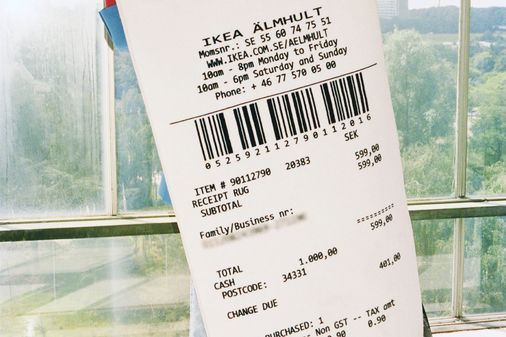 IKEA ÄLMHULT
Momsnr.: SE 55 60 74 75 51
WWW.IKEA.COM.SE/AELMHULT
10am - 8pm Monday to Friday
10am - 6pm Saturday and Sunday
Phone: + 46 77 570 05 00
0525921127901122016
SEK
ITEM # 90112790 20383 599,00
RECEIPT RUG 599,00
SUBTOTAL
Family/Business nr:
==========
599,00
TOTAL 1.000,00
CASH
POSTCODE: 34331 401,00
CHANGE DUE
PURCHASED: 1
Non GST -- TAX amt
0.90 0.90